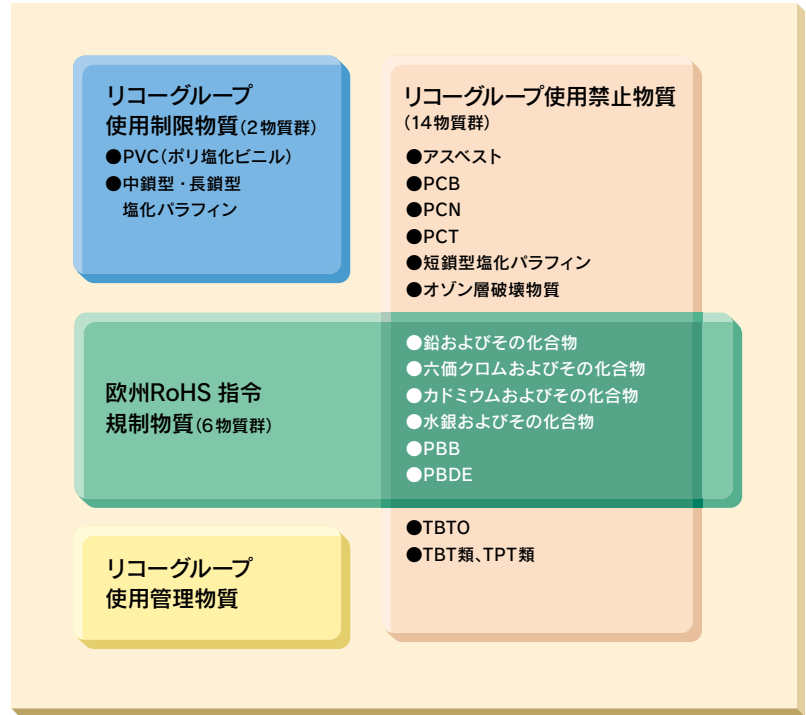 リコーグループ
使用制限物質(2物質群)
●PVC(ポリ塩化ビニル)
●中鎖型・長鎖型
塩化パラフィン
リコーグループ使用禁止物質
(14物質群)
●アスベスト
●PCB
●PCN
●PCT
●短鎖型塩化パラフィン
●オゾン層破壊物質
欧州RoHS 指令
規制物質(6物質群)
●鉛およびその化合物
●六価クロムおよびその化合物
●カドミウムおよびその化合物
●水銀およびその化合物
●PBB
●PBDE
●TBTO
●TBT類、TPT類
リコーグループ
使用管理物質